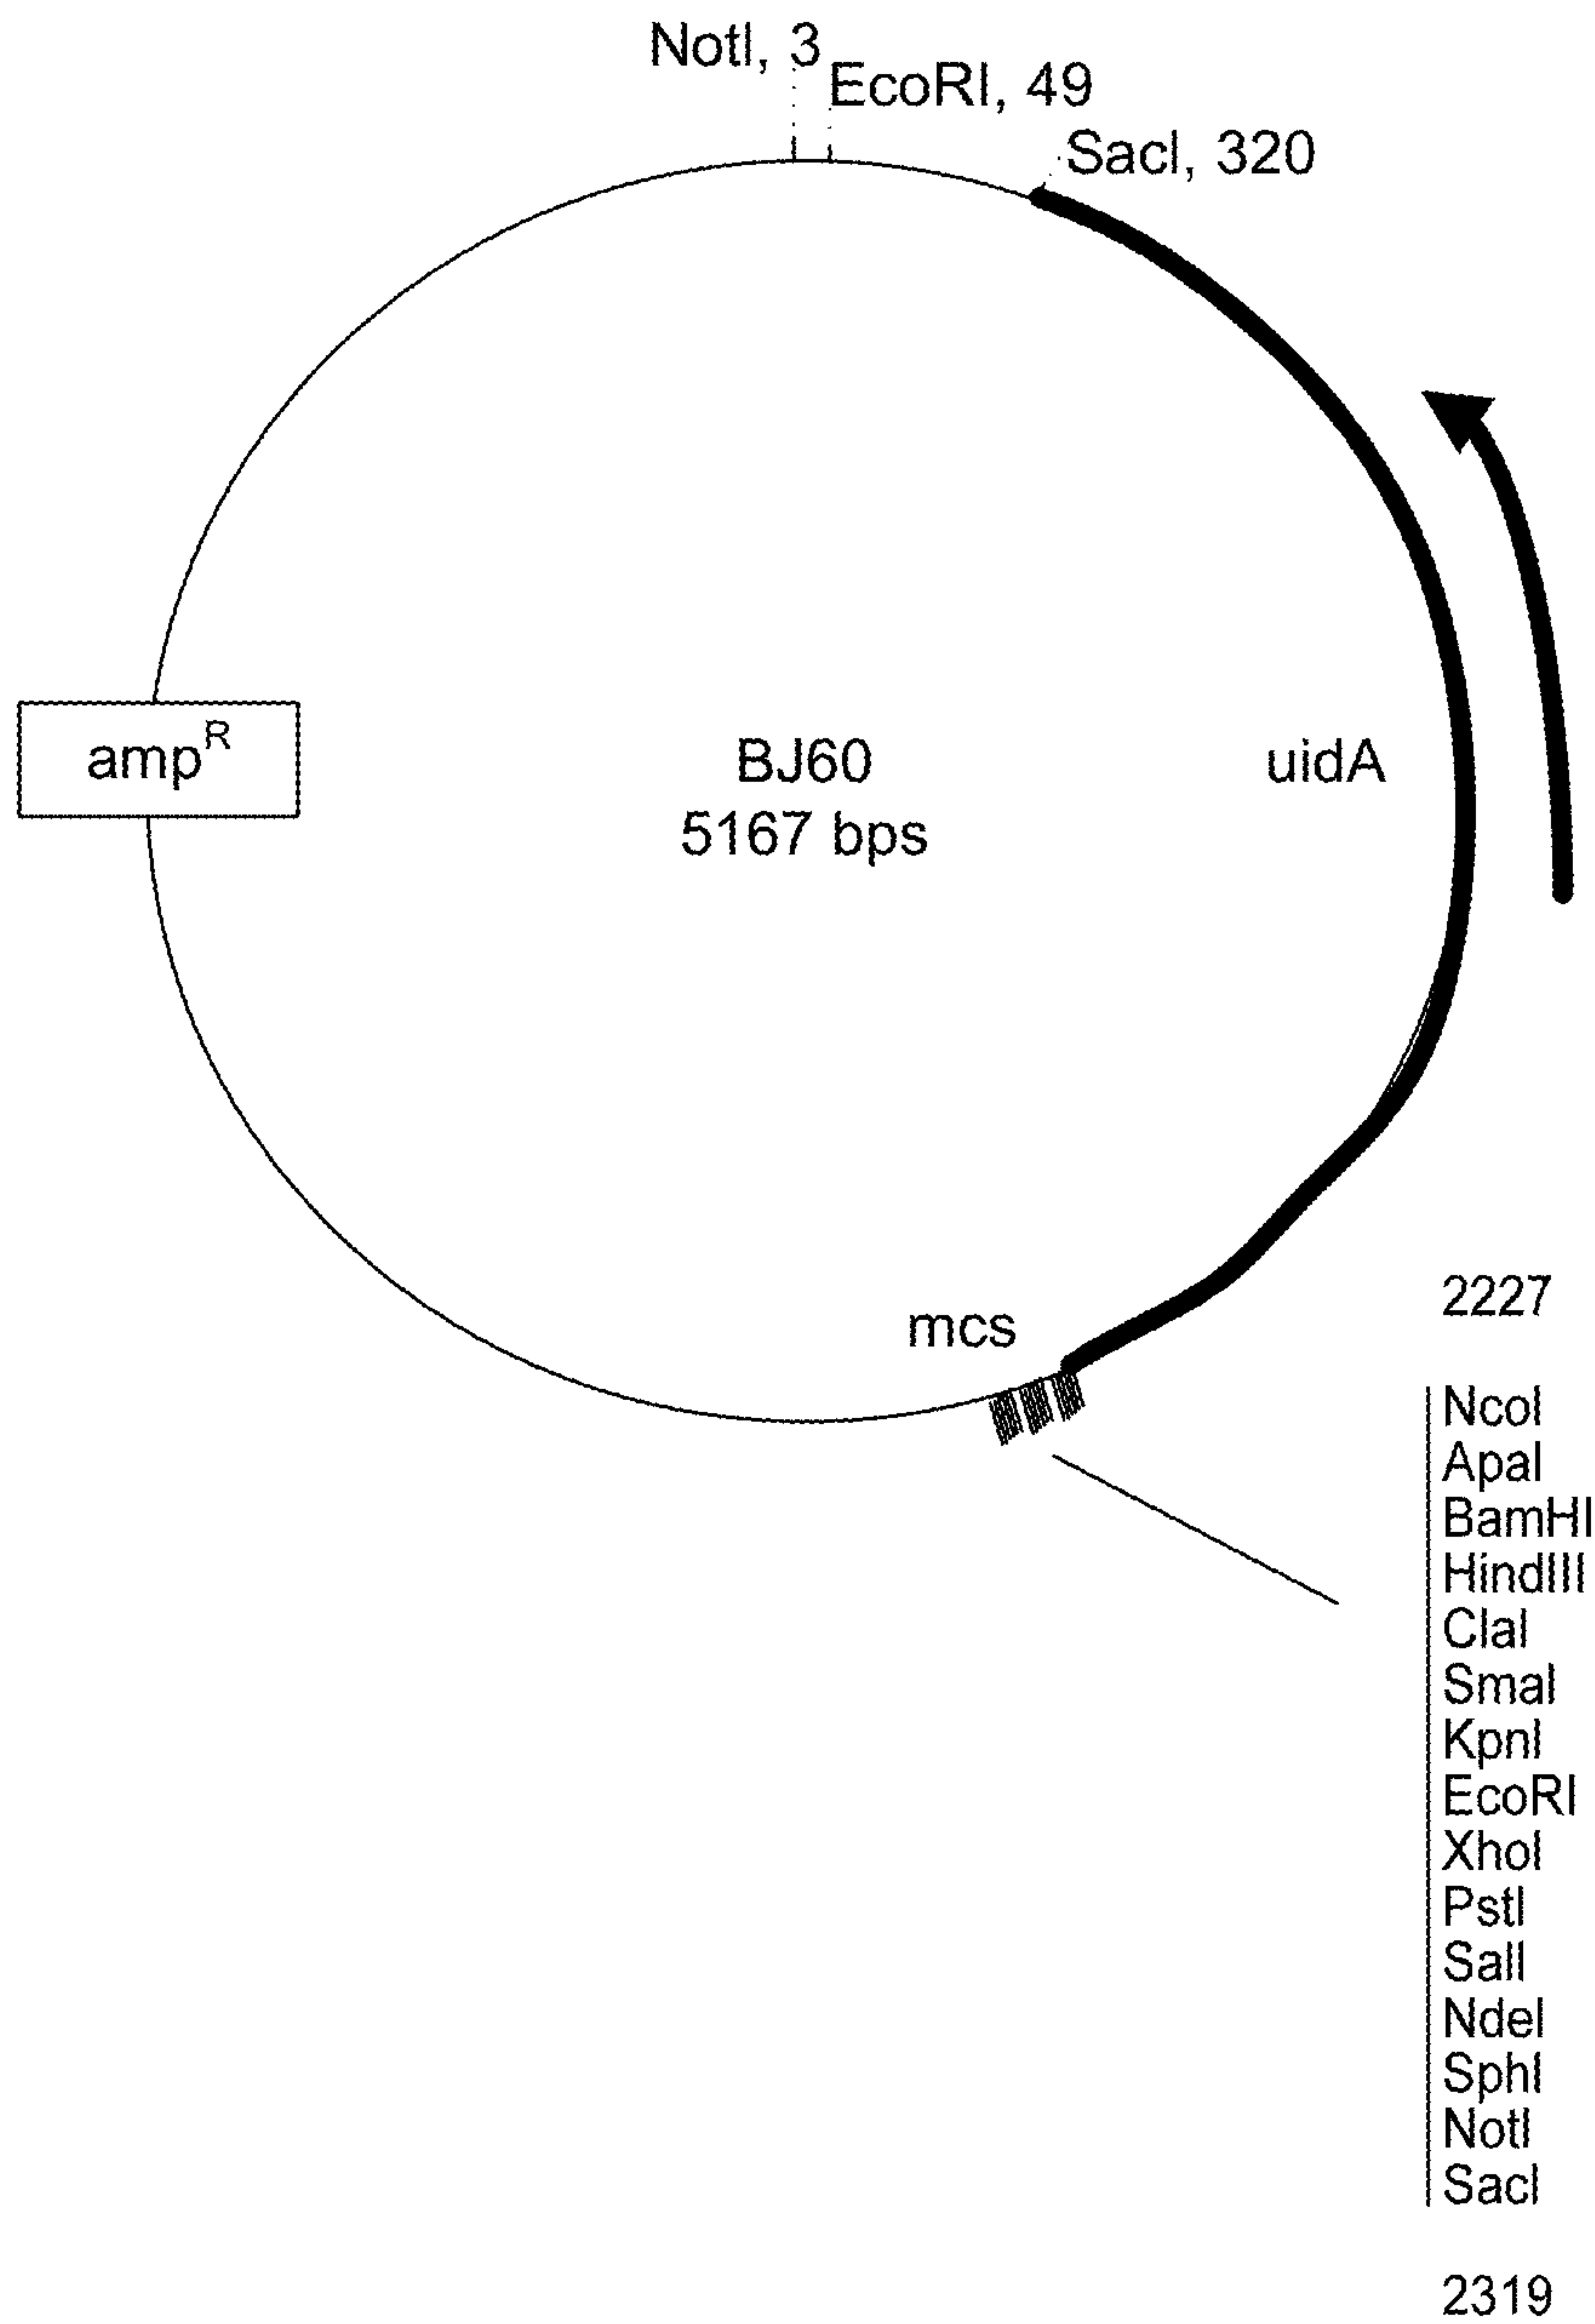 NotI, 3
EcoRI, 49
SacI, 320
amp^R
BJ60
5167 bps
uidA
mcs
2227
NcoI
ApaI
BamHI
HindIII
ClaI
SmaI
KpnI
EcoRI
XhoI
PstI
SalI
NdeI
SphI
NotI
SacI
2319